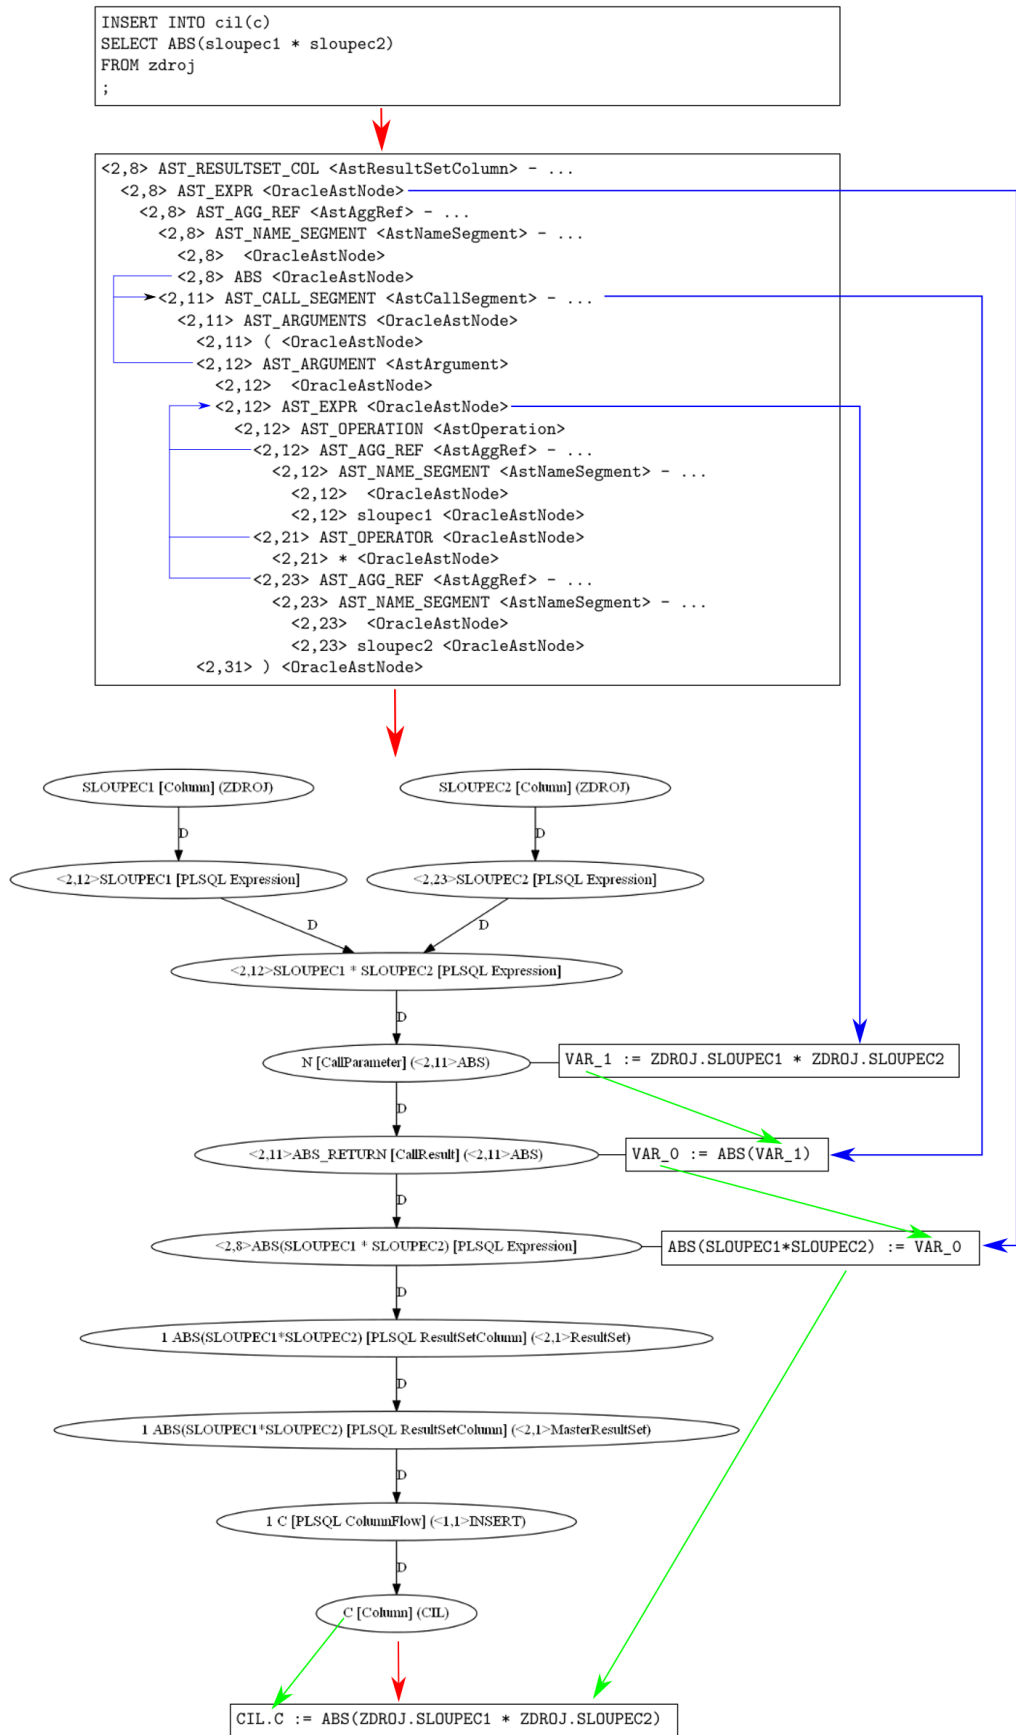 INSERT INTO cil(c)
SELECT ABS(sloupec1 * sloupec2)
FROM zdroj
;
<2,8> AST_RESULTSET_COL <AstResultSetColumn> - ...
<2,8> AST_EXPR <OracleAstNode>
<2,8> AST_AGG_REF <AstAggRef> - ...
<2,8> AST_NAME_SEGMENT <AstNameSegment> - ...
<2,8>  <OracleAstNode>
<2,8> ABS <OracleAstNode>
<2,11> AST_CALL_SEGMENT <AstCallSegment> - ...
<2,11> AST_ARGUMENTS <OracleAstNode>
<2,11> ( <OracleAstNode>
<2,12> AST_ARGUMENT <AstArgument>
<2,12>  <OracleAstNode>
<2,12> AST_EXPR <OracleAstNode>
<2,12> AST_OPERATION <AstOperation>
<2,12> AST_AGG_REF <AstAggRef> - ...
<2,12> AST_NAME_SEGMENT <AstNameSegment> - ...
<2,12>  <OracleAstNode>
<2,12> sloupec1 <OracleAstNode>
<2,21> AST_OPERATOR <OracleAstNode>
<2,21> * <OracleAstNode>
<2,23> AST_AGG_REF <AstAggRef> - ...
<2,23> AST_NAME_SEGMENT <AstNameSegment> - ...
<2,23>  <OracleAstNode>
<2,23> sloupec2 <OracleAstNode>
<2,31> ) <OracleAstNode>
SLOUPEC1 [Column] (ZDROJ)
SLOUPEC2 [Column] (ZDROJ)
D
D
<2,12>SLOUPEC1 [PLSQL Expression]
<2,23>SLOUPEC2 [PLSQL Expression]
D
D
<2,12>SLOUPEC1 * SLOUPEC2 [PLSQL Expression]
D
N [CallParameter] (<2,11>ABS)
VAR_1 := ZDROJ.SLOUPEC1 * ZDROJ.SLOUPEC2
D
<2,11>ABS_RETURN [CallResult] (<2,11>ABS)
VAR_0 := ABS(VAR_1)
D
<2,8>ABS(SLOUPEC1 * SLOUPEC2) [PLSQL Expression]
ABS(SLOUPEC1*SLOUPEC2) := VAR_0
D
1 ABS(SLOUPEC1*SLOUPEC2) [PLSQL ResultSetColumn] (<2,1>ResultSet)
D
1 ABS(SLOUPEC1*SLOUPEC2) [PLSQL ResultSetColumn] (<2,1>MasterResultSet)
D
1 C [PLSQL ColumnFlow] (<1,1>INSERT)
D
C [Column] (CIL)
CIL.C := ABS(ZDROJ.SLOUPEC1 * ZDROJ.SLOUPEC2)